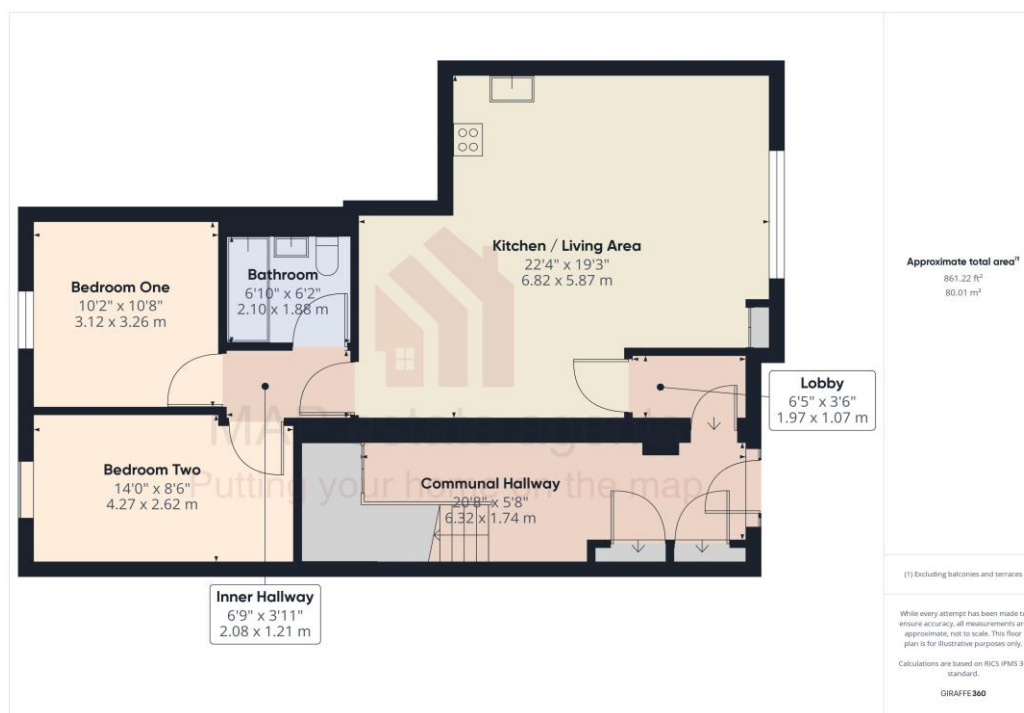 Kitchen / Living Area
22'4" x 19'3"
6.82 x 5.87 m
Bathroom
6'10" x 6'2"
2.10 x 1.88 m
Bedroom One
10'2" x 10'8"
3.12 x 3.26 m
Lobby
6'5" x 3'6"
1.97 x 1.07 m
Bedroom Two
14'0" x 8'6"
4.27 x 2.62 m
Communal Hallway
20'8" x 5'8"
6.32 x 1.74 m
Inner Hallway
6'9" x 3'11"
2.08 x 1.21 m
MAP estate agents
Putting your home on the map
Approximate total area⁽¹⁾
861.22 ft²
80.01 m²
(1) Excluding balconies and terraces
While every attempt has been made to
ensure accuracy, all measurements are
approximate, not to scale. This floor
plan is for illustrative purposes only.
Calculations are based on RICS IPMS 3
standard.
GIRAFFE360